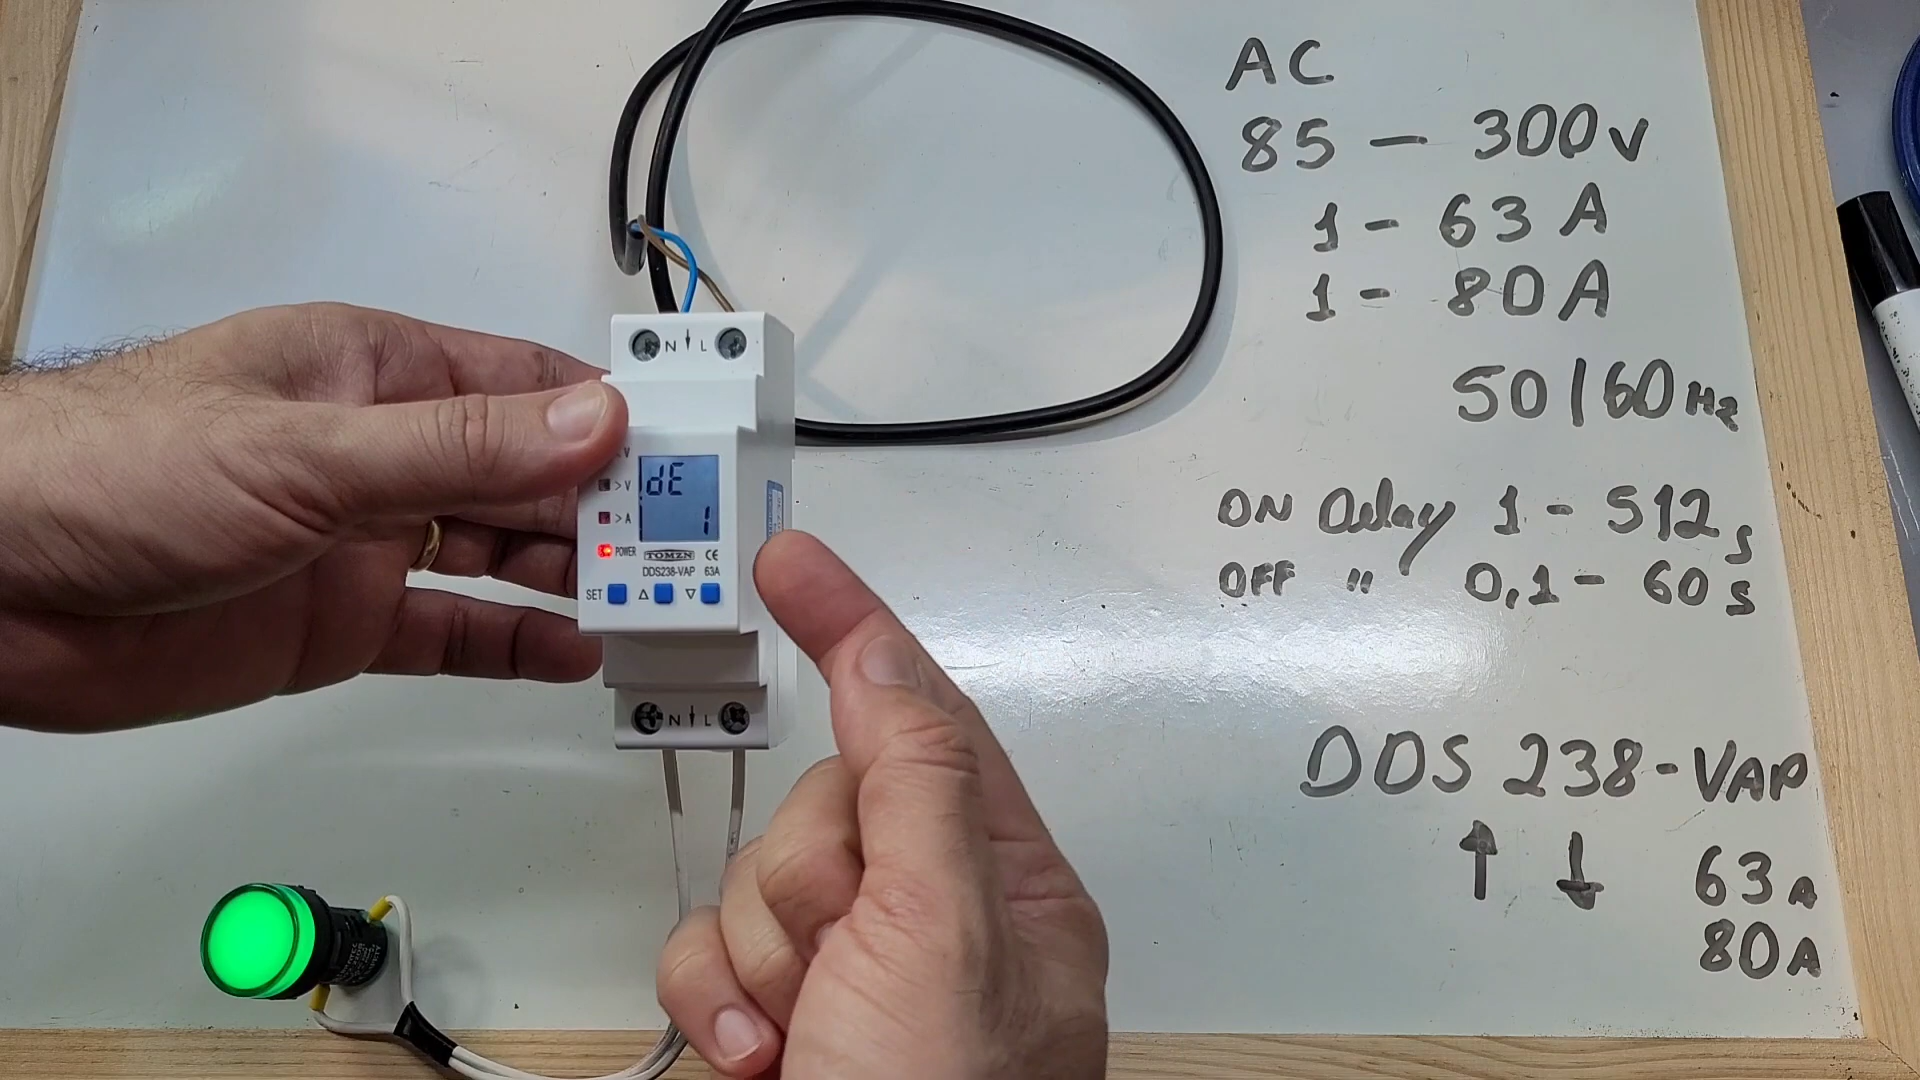 AC
85 - 300V
1 - 63 A
1 - 80A
50/60Hz
ON Delay 1 - 512s
OFF " 0,1 - 60s
DDS 238-VAP
↑ ↓ 63A
80A
N ↓ L
<V
>V
>A
dE
1
POWER TOMZN CE
DDS238-VAP 63A
SET △ ▽
N ↓ L